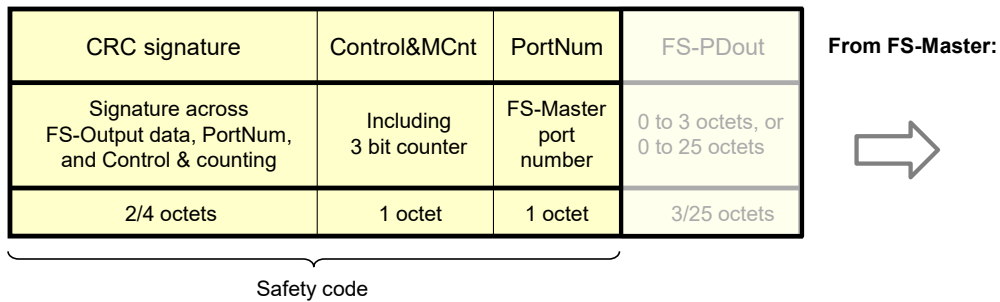 CRC signature
Control&MCnt
PortNum
FS-PDout
From FS-Master:
Signature across
FS-Output data, PortNum,
and Control & counting
Including
3 bit counter
FS-Master
port
number
0 to 3 octets, or
0 to 25 octets
2/4 octets
1 octet
1 octet
3/25 octets
Safety code